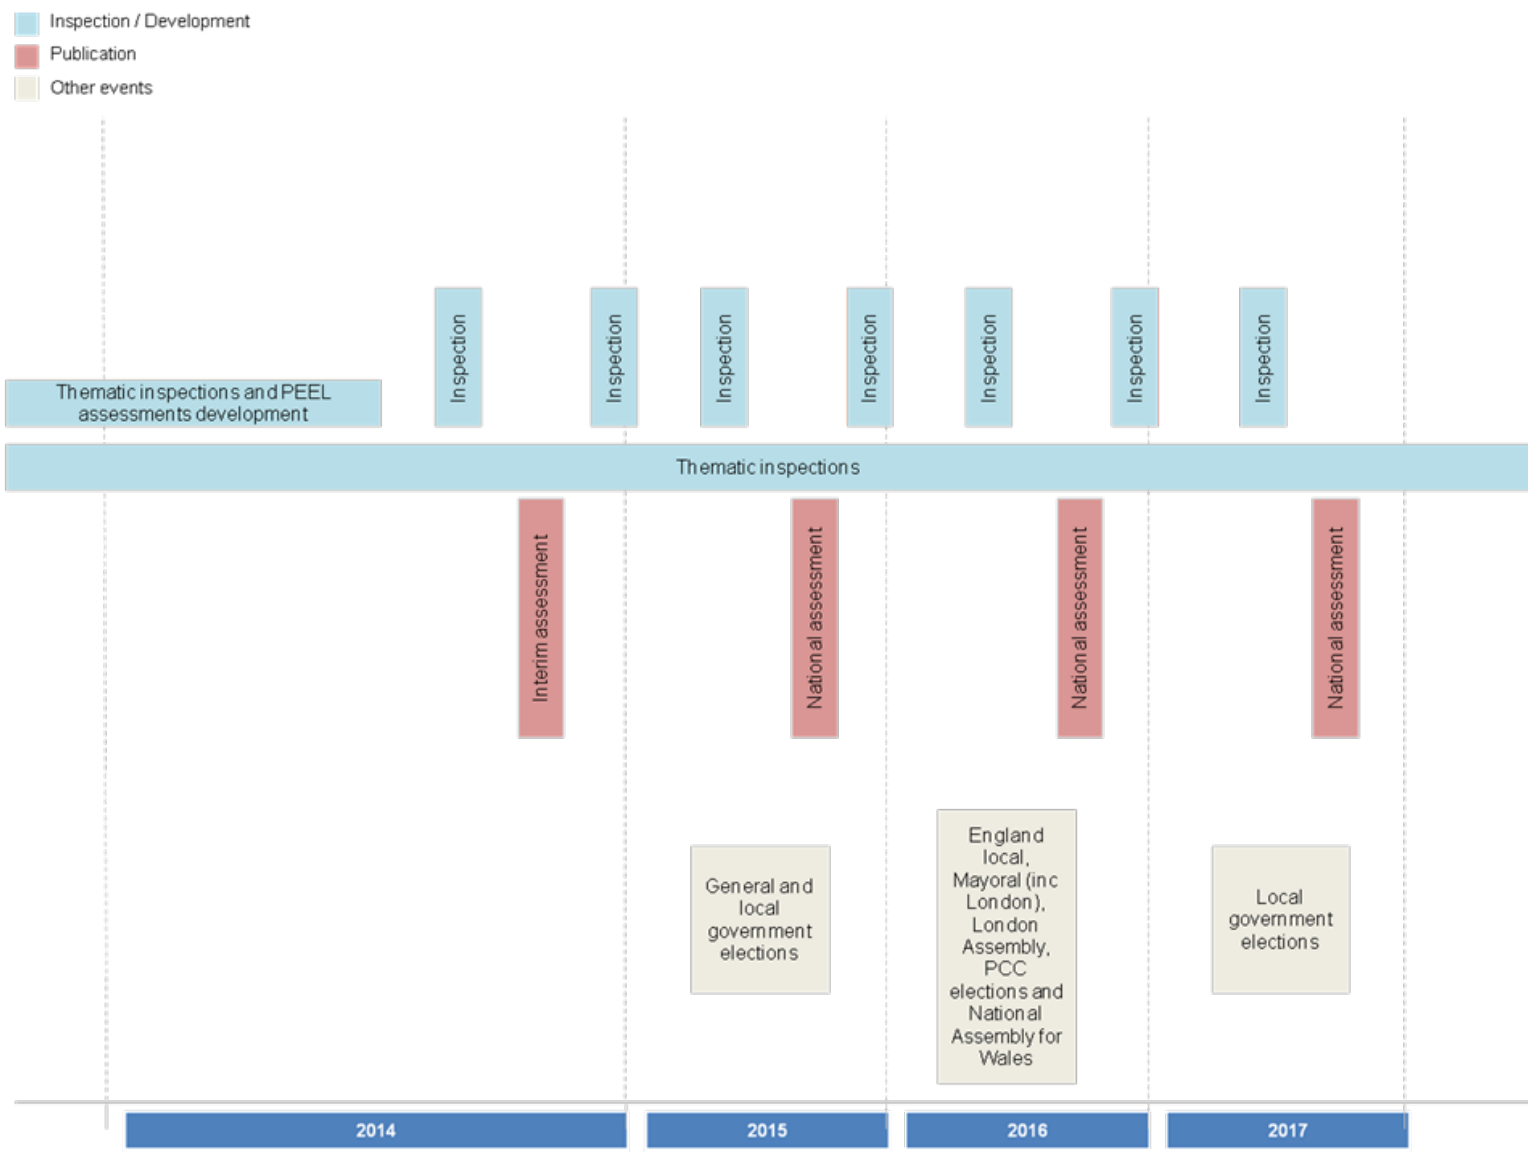 Inspection / Development
Publication
Other events
Inspection
Inspection
Inspection
Inspection
Inspection
Inspection
Inspection
Thematic inspections and PEEL
assessments development
Thematic inspections
Interim assessment
National assessment
National assessment
National assessment
General and
local
government
elections
England
local,
Mayoral (inc
London),
London
Assembly,
PCC
elections and
National
Assembly for
Wales
Local
government
elections
2014
2015
2016
2017